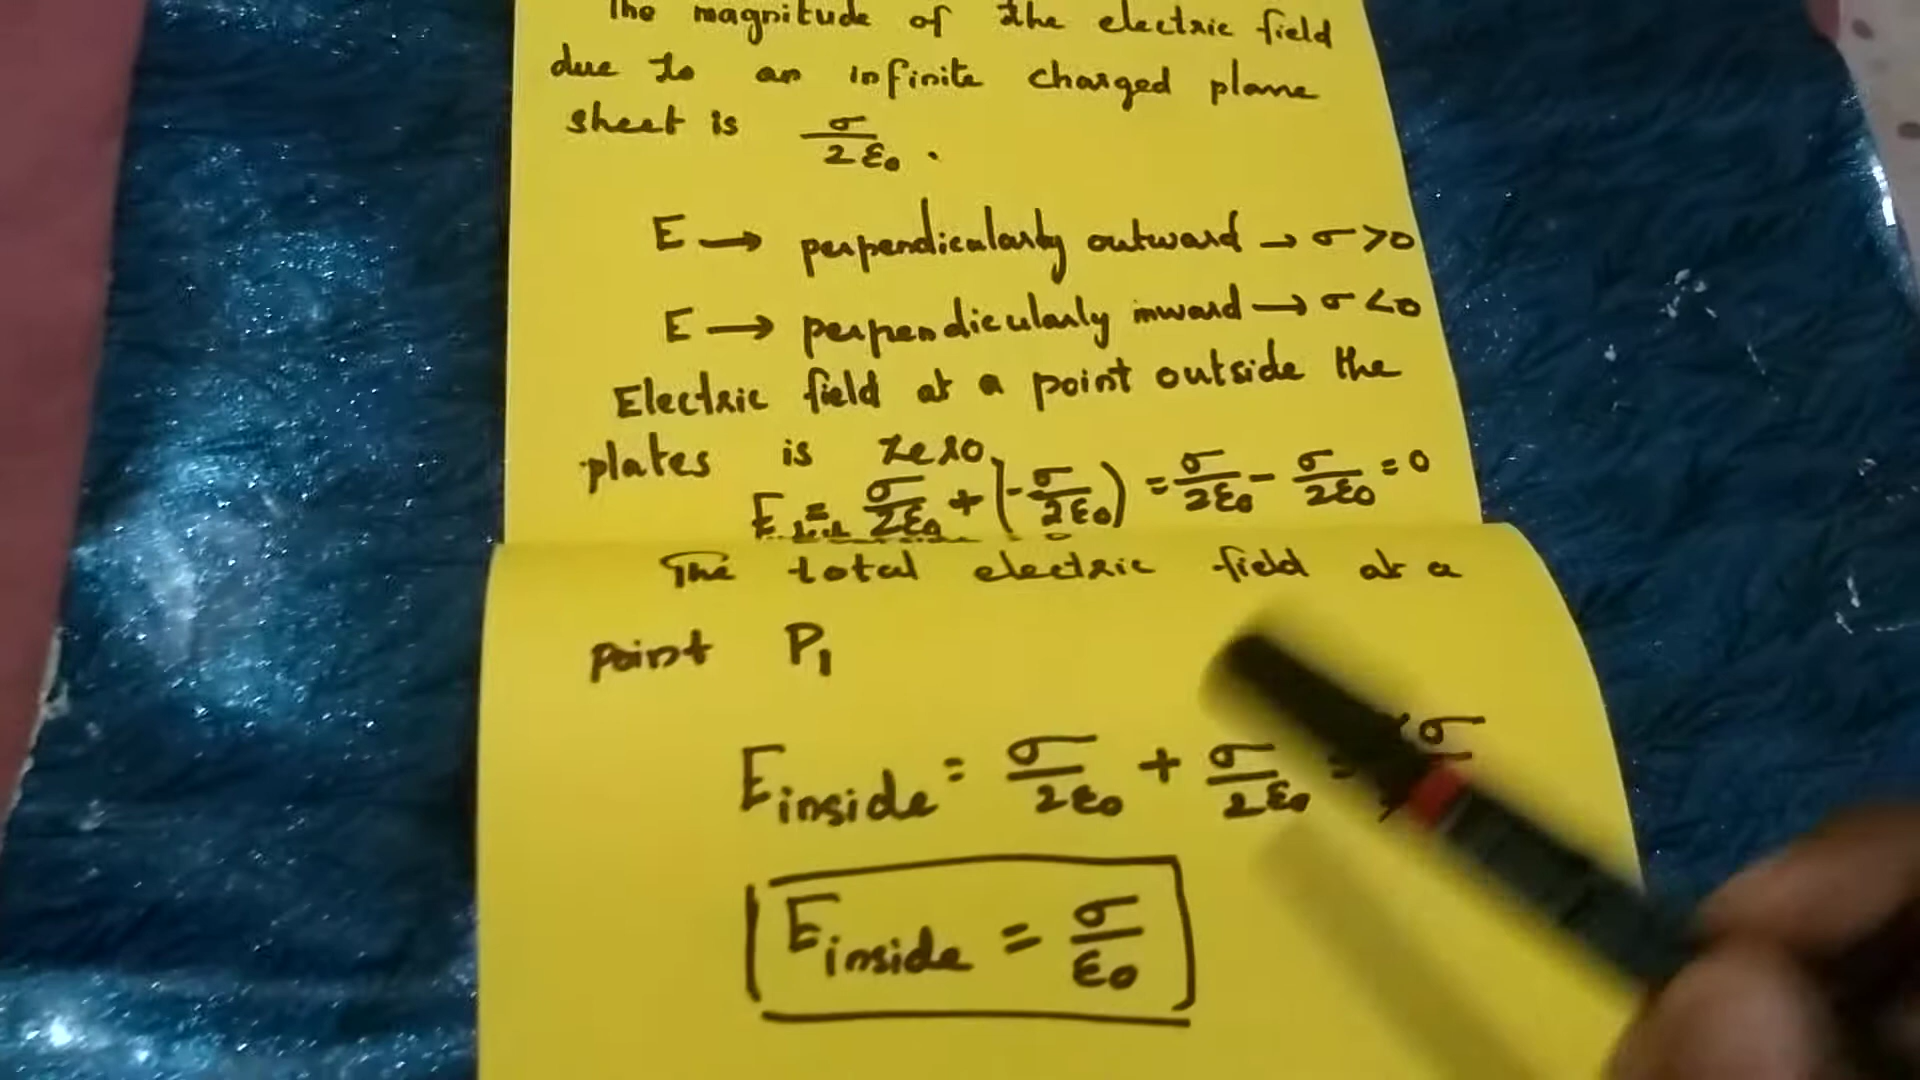 The magnitude of the electric field
due to an infinite charged plane
sheet is σ/2ε₀ .
E → perpendicularly outward → σ>0
E → perpendicularly inward → σ<0
Electric field at a point outside the
plates is zero.
E = σ/2ε₀ + (-σ/2ε₀) = σ/2ε₀ - σ/2ε₀ = 0
The total electric field at a
point P₁
E inside = σ/2ε₀ + σ/2ε₀ = σ
E inside = σ/ε₀